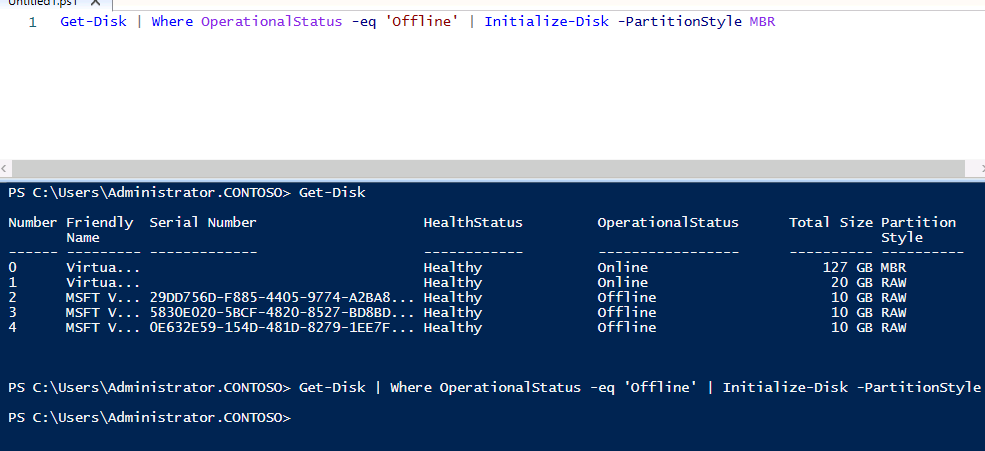 Untitled1.ps1 X
1 Get-Disk | Where OperationalStatus -eq 'Offline' | Initialize-Disk -PartitionStyle MBR
PS C:\Users\Administrator.CONTOSO> Get-Disk
Number Friendly Serial Number HealthStatus OperationalStatus Total Size Partition
Name Style
------ --------- ------------- ------------ ----------------- ---------- ----------
0 Virtua... Healthy Online 127 GB MBR
1 Virtua... Healthy Online 20 GB RAW
2 MSFT V... 29DD756D-F885-4405-9774-A2BA8... Healthy Offline 10 GB RAW
3 MSFT V... 5830E020-5BCF-4820-8527-BD8BD... Healthy Offline 10 GB RAW
4 MSFT V... 0E632E59-154D-481D-8279-1EE7F... Healthy Offline 10 GB RAW
PS C:\Users\Administrator.CONTOSO> Get-Disk | Where OperationalStatus -eq 'Offline' | Initialize-Disk -PartitionStyle
PS C:\Users\Administrator.CONTOSO>